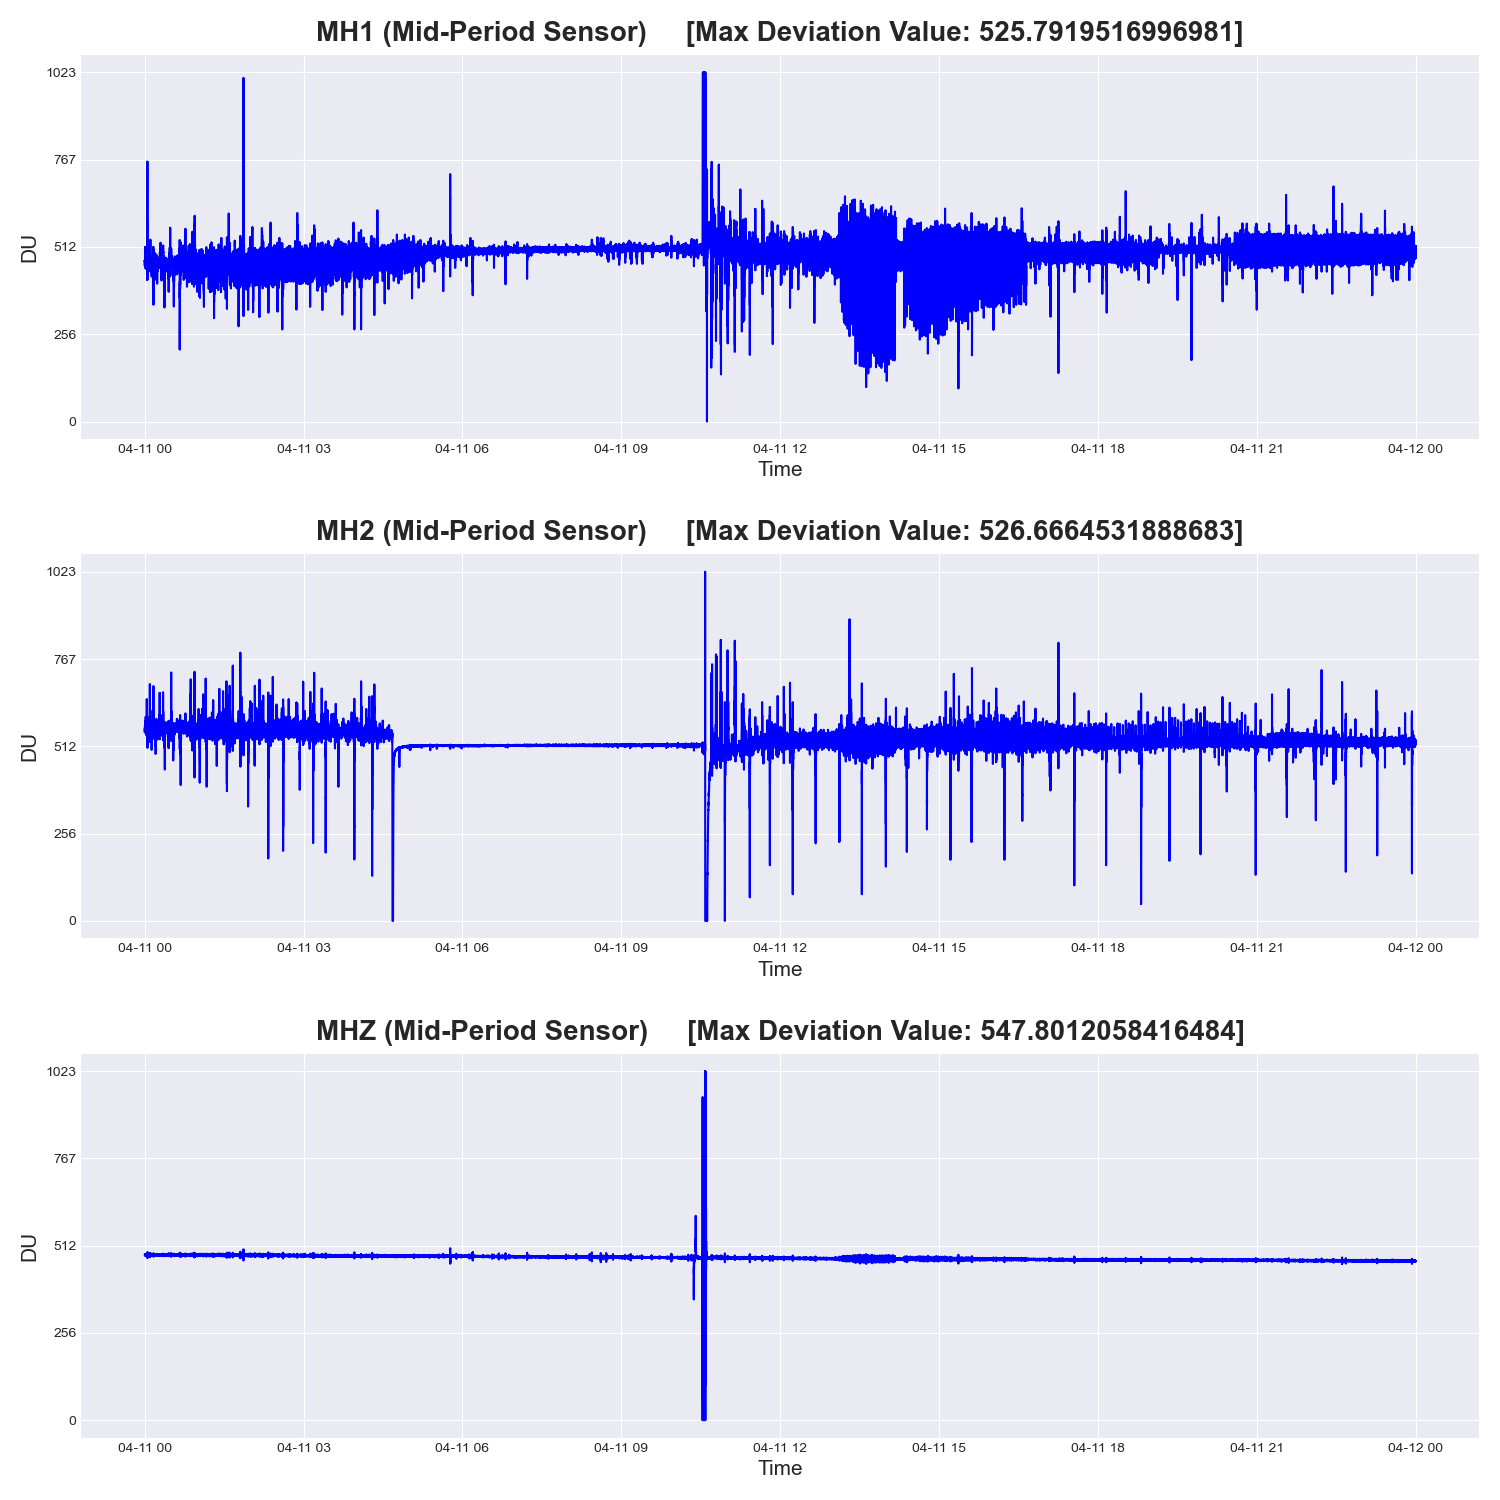 MH1 (Mid-Period Sensor) [Max Deviation Value: 525.7919516996981]
1023
767
512
256
0
DU
04-11 00 04-11 03 04-11 06 04-11 09 04-11 12 04-11 15 04-11 18 04-11 21 04-12 00
Time
MH2 (Mid-Period Sensor) [Max Deviation Value: 526.6664531888683]
1023
767
512
256
0
DU
04-11 00 04-11 03 04-11 06 04-11 09 04-11 12 04-11 15 04-11 18 04-11 21 04-12 00
Time
MHZ (Mid-Period Sensor) [Max Deviation Value: 547.8012058416484]
1023
767
512
256
0
DU
04-11 00 04-11 03 04-11 06 04-11 09 04-11 12 04-11 15 04-11 18 04-11 21 04-12 00
Time